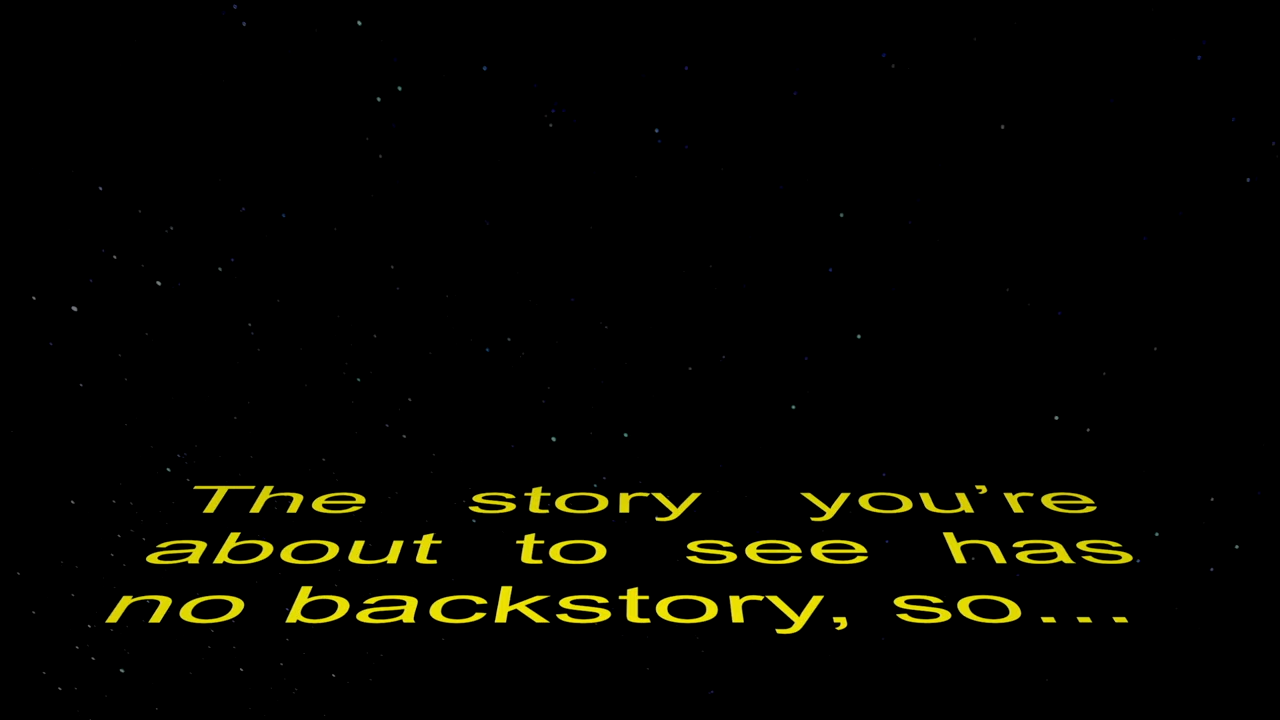 The story you’re
about to see has
no backstory, so...